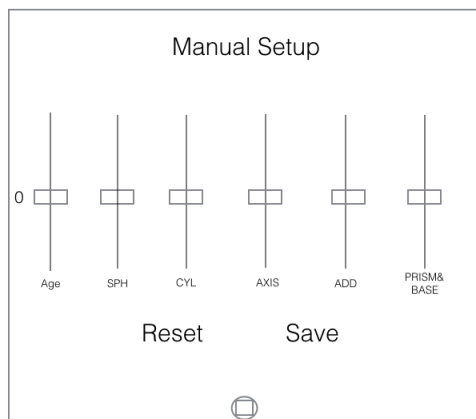 Manual Setup
0
Age SPH CYL AXIS ADD PRISM&
BASE
Reset Save